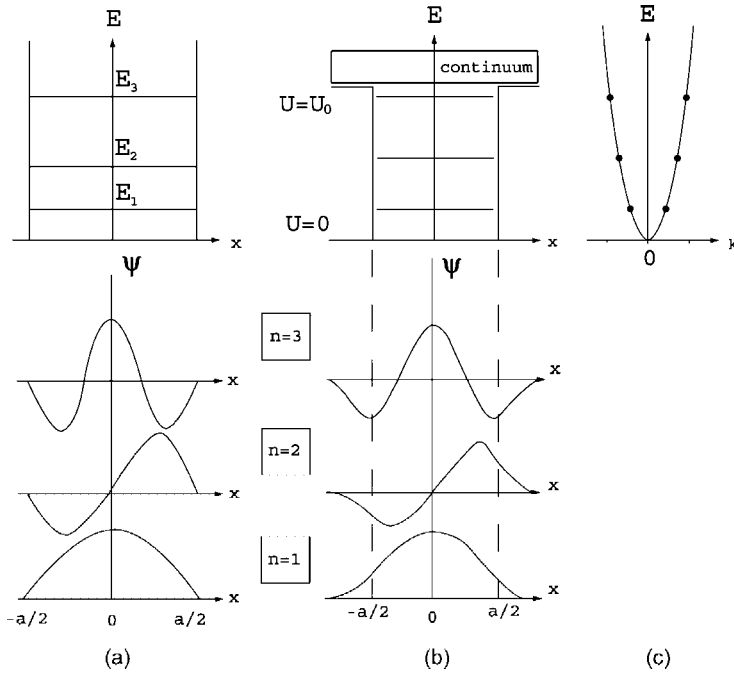 E
E
E
continuum
E₃
U=U₀
E₂
E₁
U=0
x
x
0
k
Ψ
Ψ
n=3
x
x
n=2
x
x
n=1
x
x
-a/2
0
a/2
-a/2
0
a/2
(a)
(b)
(c)